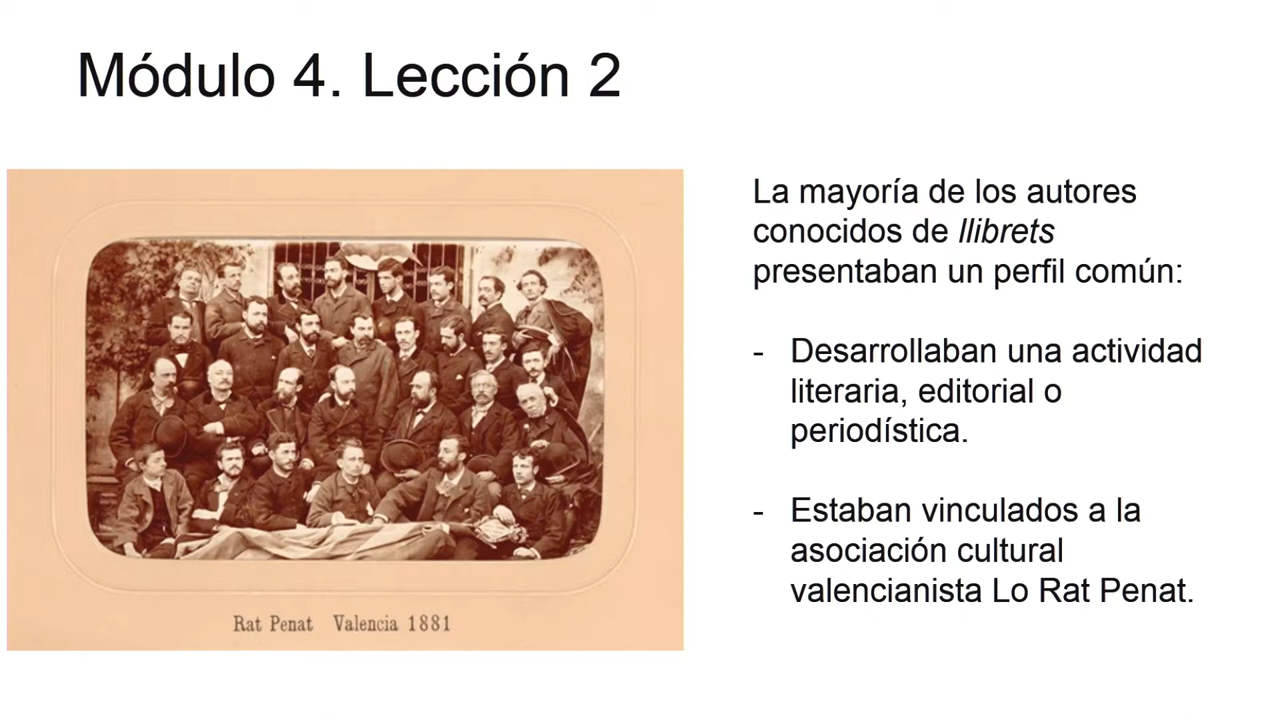 Módulo 4. Lección 2
La mayoría de los autores
conocidos de llibrets
presentaban un perfil común:
- Desarrollaban una actividad
literaria, editorial o
periodística.
- Estaban vinculados a la
asociación cultural
valencianista Lo Rat Penat.
Rat Penat Valencia 1881